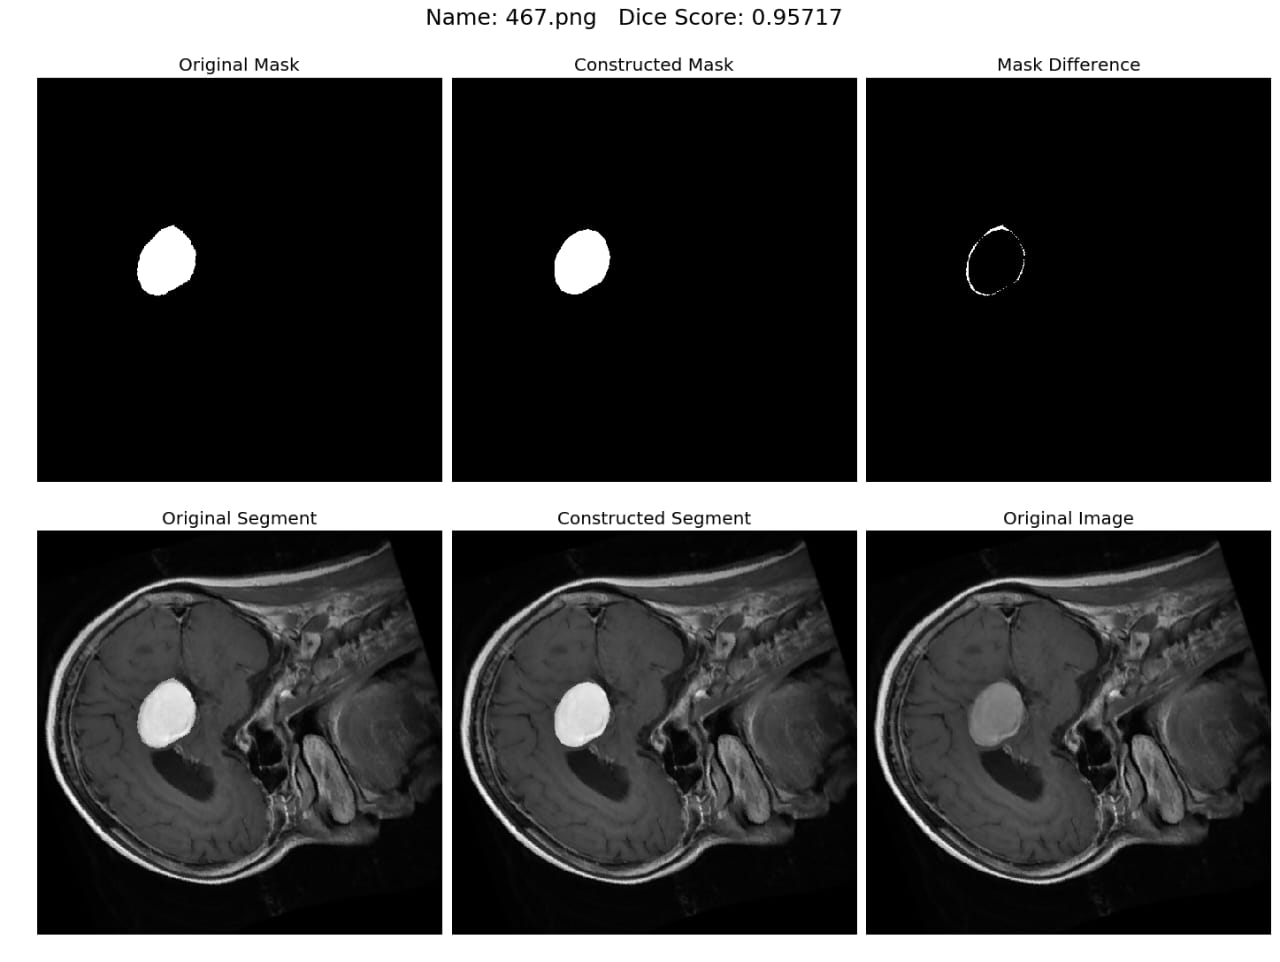 Name: 467.png   Dice Score: 0.95717
Original Mask
Constructed Mask
Mask Difference
Original Segment
Constructed Segment
Original Image